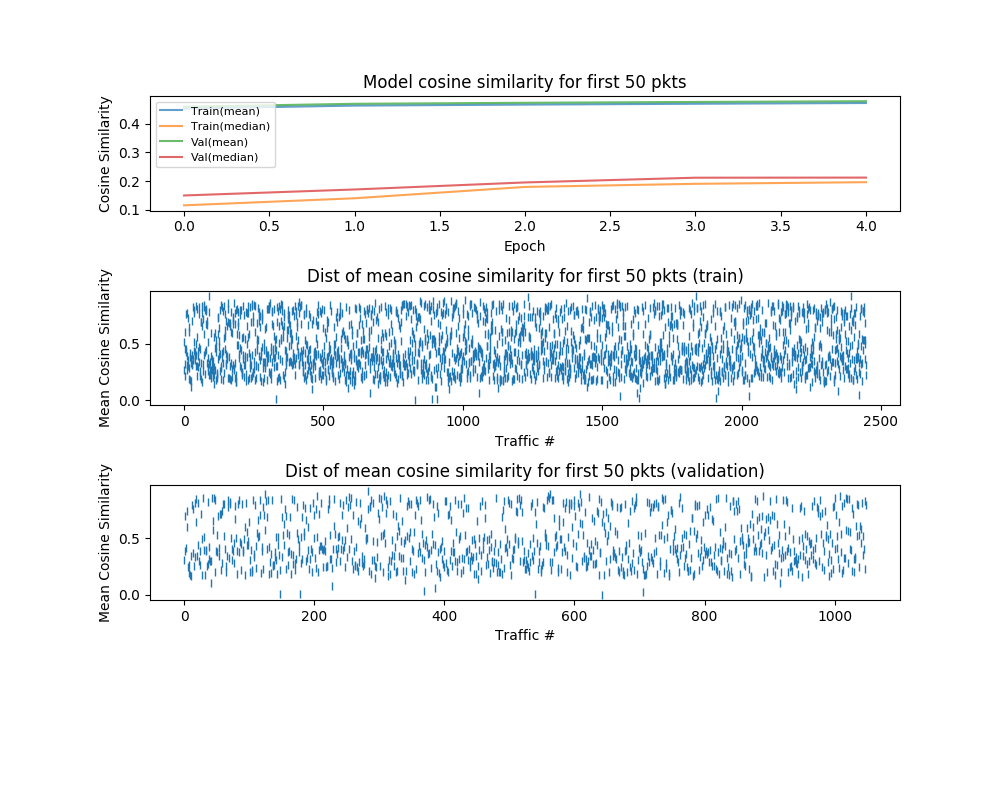 Model cosine similarity for first 50 pkts
Cosine Similarity
0.4
0.3
0.2
0.1
Train(mean)
Train(median)
Val(mean)
Val(median)
0.0 0.5 1.0 1.5 2.0 2.5 3.0 3.5 4.0
Epoch
Dist of mean cosine similarity for first 50 pkts (train)
Mean Cosine Similarity
0.5
0.0
0 500 1000 1500 2000 2500
Traffic #
Dist of mean cosine similarity for first 50 pkts (validation)
Mean Cosine Similarity
0.5
0.0
0 200 400 600 800 1000
Traffic #